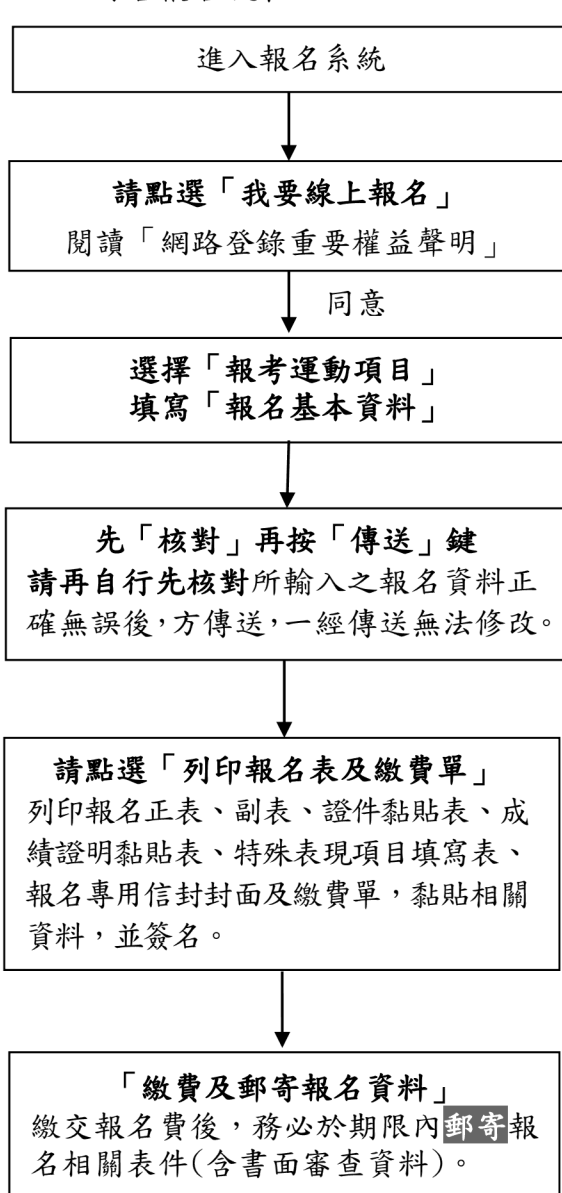 進入報名系統
請點選「我要線上報名」
閱讀「網路登錄重要權益聲明」
同意
選擇「報考運動項目」
填寫「報名基本資料」
先「核對」再按「傳送」鍵
請再自行先核對所輸入之報名資料正
確無誤後，方傳送，一經傳送無法修改。
請點選「列印報名表及繳費單」
列印報名正表、副表、證件黏貼表、成
績證明黏貼表、特殊表現項目填寫表、
報名專用信封封面及繳費單，黏貼相關
資料，並簽名。
「繳費及郵寄報名資料」
繳交報名費後，務必於期限內郵寄報
名相關表件(含書面審查資料)。